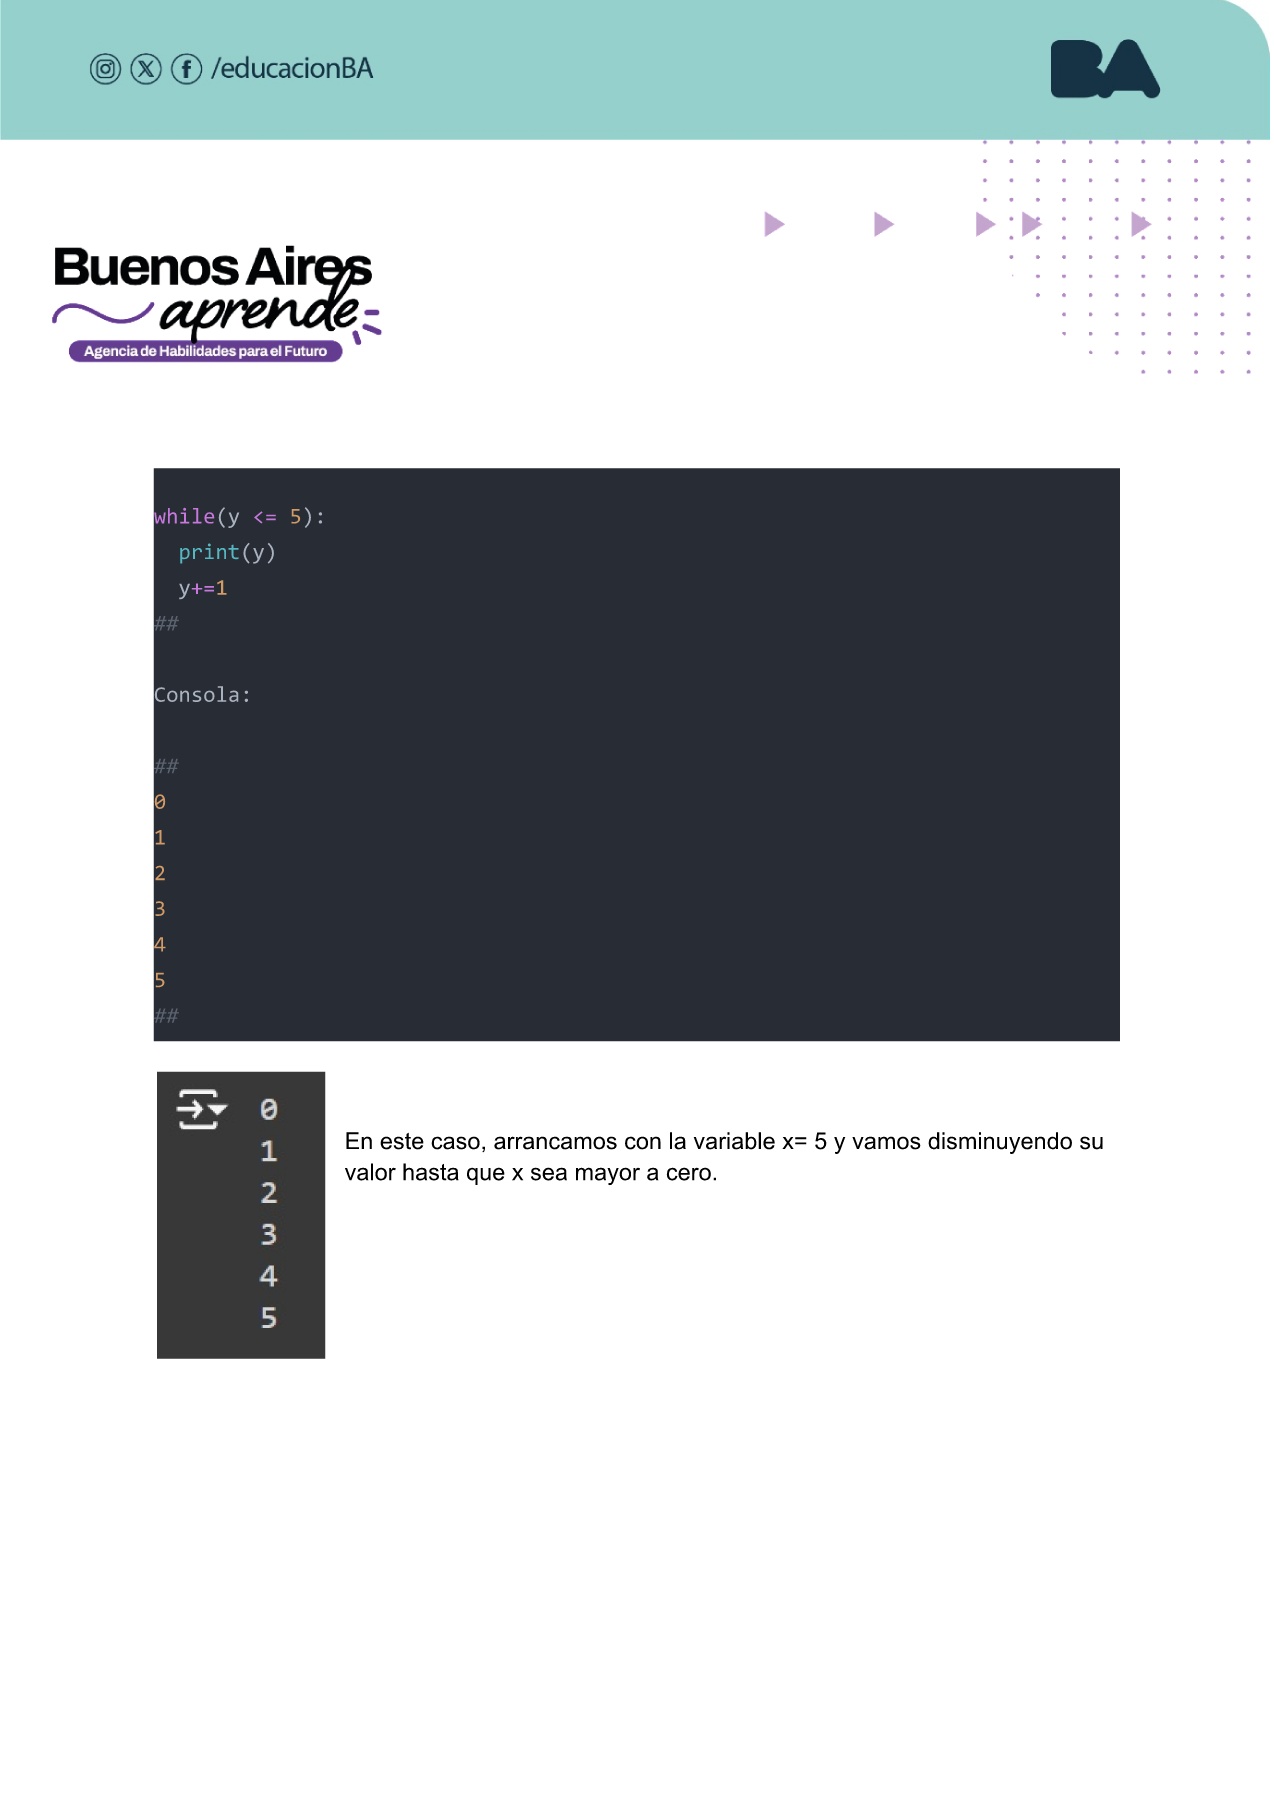 /educacionBA
BA
Buenos Aires
aprende
Agencia de Habilidades para el Futuro
while(y <= 5):
  print(y)
  y+=1
##
Consola:
##
0
1
2
3
4
5
##
0
1
2
3
4
5
En este caso, arrancamos con la variable x= 5 y vamos disminuyendo su
valor hasta que x sea mayor a cero.